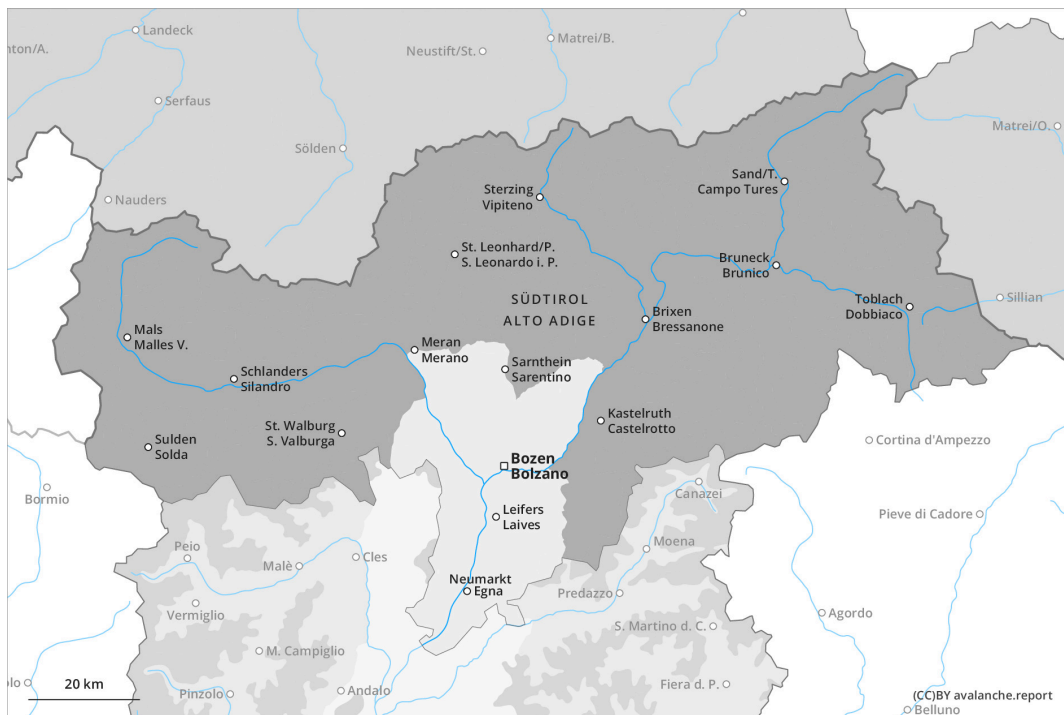 Landeck
nton/A.
Neustift/St.
Matrei/B.
Serfaus
Matrei/O.
Sölden
Nauders
Sand/T.
Campo Tures
Sterzing
Vipiteno
St. Leonhard/P.
S. Leonardo i. P.
Bruneck
Brunico
SÜDTIROL
ALTO ADIGE
Toblach
Dobbiaco
Sillian
Brixen
Bressanone
Mals
Malles V.
Meran
Merano
Sarnthein
Sarentino
Schlanders
Silandro
Kastelruth
Castelrotto
St. Walburg
S. Valburga
Sulden
Solda
Cortina d'Ampezzo
Bozen
Bolzano
Bormio
Canazei
Leifers
Laives
Pieve di Cadore
Moena
Peio
Malè
Cles
Neumarkt
Egna
Predazzo
Vermiglio
Agordo
S. Martino d. C.
M. Campiglio
olo
20 km
Pinzolo
Andalo
Fiera d. P.
(CC)BY avalanche.report
Belluno